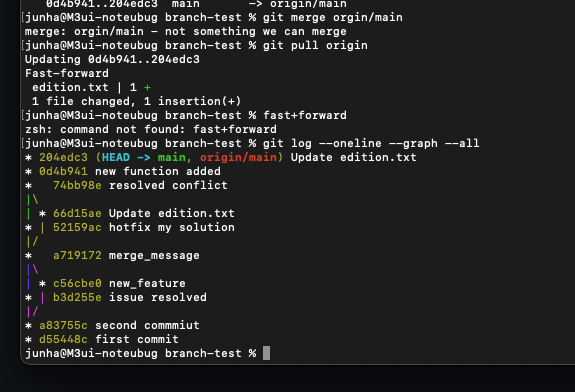 0d4b941..204edc3  main       -> origin/main
[junha@M3ui-noteubug branch-test % git merge orgin/main
merge: orgin/main - not something we can merge
[junha@M3ui-noteubug branch-test % git pull origin
Updating 0d4b941..204edc3
Fast-forward
 edition.txt | 1 +
 1 file changed, 1 insertion(+)
[junha@M3ui-noteubug branch-test % fast+forward
zsh: command not found: fast+forward
[junha@M3ui-noteubug branch-test % git log --oneline --graph --all
* 204edc3 (HEAD -> main, origin/main) Update edition.txt
* 0d4b941 new function added
*   74bb98e resolved conflict
|\
| * 66d15ae Update edition.txt
* | 52159ac hotfix my solution
|/
*   a719172 merge_message
|\
| * c56cbe0 new_feature
* | b3d255e issue resolved
|/
* a83755c second commmiut
* d55448c first commit
junha@M3ui-noteubug branch-test %